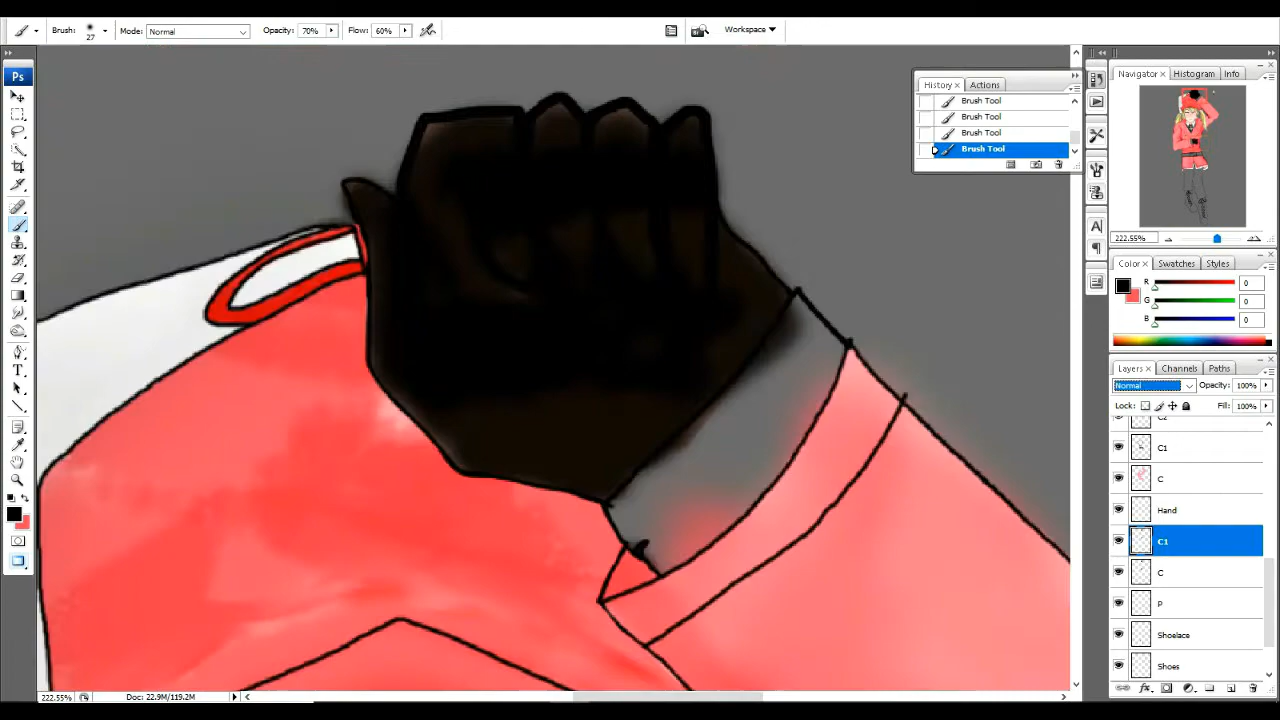 Brush: 27 Mode: Normal Opacity: 70% Flow: 60% Workspace
Ps
History Actions
Brush Tool
Brush Tool
Brush Tool
Brush Tool
Navigator Histogram Info
222.55%
Color Swatches Styles
R 0
G 0
B 0
Layers Channels Paths
Normal Opacity: 100%
Lock: Fill: 100%
C2
C1
C
Hand
C1
C
P
Shoelace
Shoes
222.55% Doc: 22.9M/119.2M